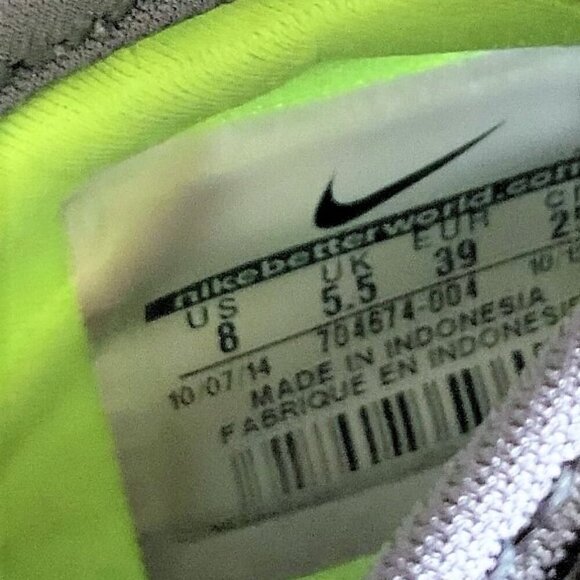 nikebetterworld.com
US UK EUR
8 5.5 39
704674-004
10/07/14
MADE IN INDONESIA
FABRIQUE EN